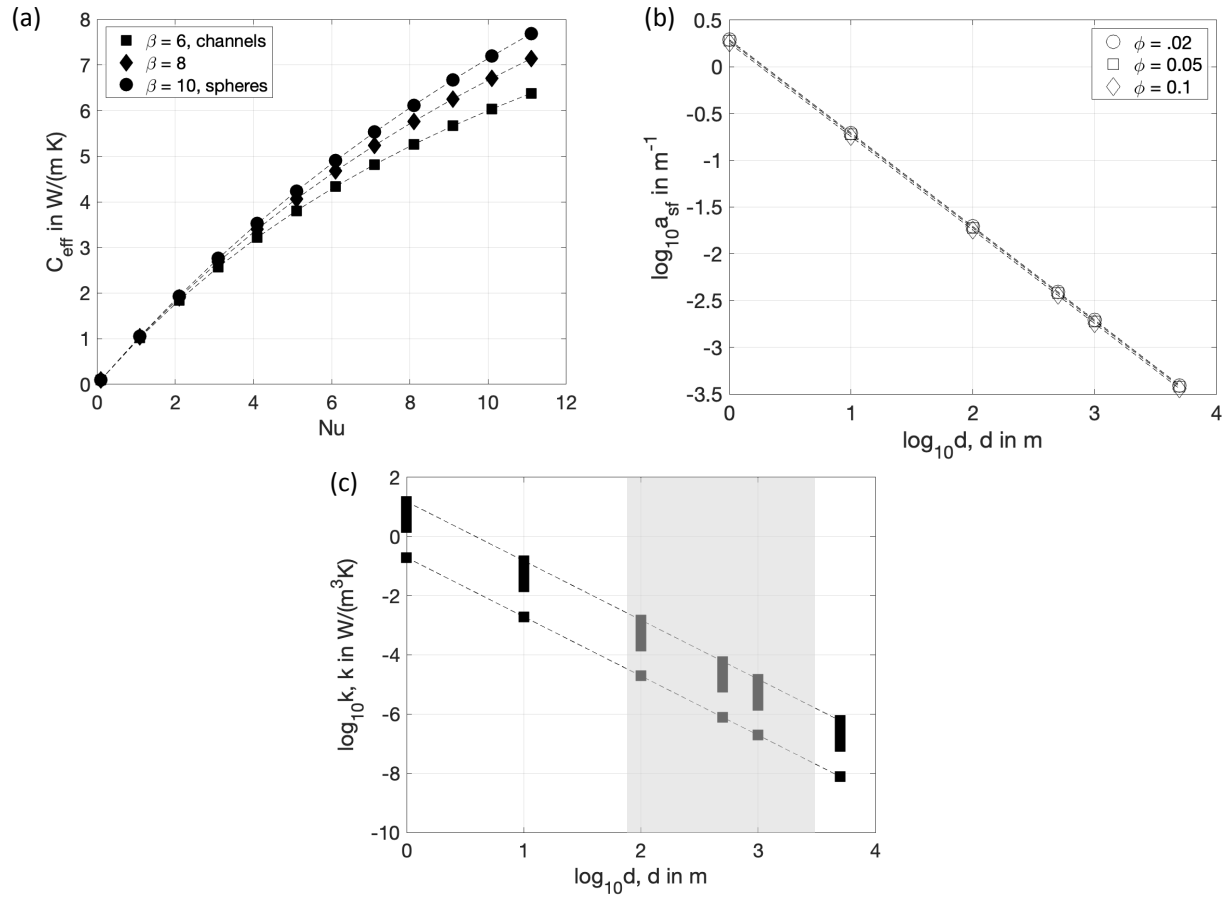 (a)
8
7
6
5
4
3
2
1
0
C_eff in W/(m K)
β = 6, channels
β = 8
β = 10, spheres
0 2 4 6 8 10 12
Nu
(b)
0.5
0
-0.5
-1
-1.5
-2
-2.5
-3
-3.5
log₁₀a_sf in m⁻¹
ϕ = .02
ϕ = 0.05
ϕ = 0.1
0 1 2 3 4
log₁₀d, d in m
(c)
2
0
-2
-4
-6
-8
-10
log₁₀k, k in W/(m³K)
0 1 2 3 4
log₁₀d, d in m